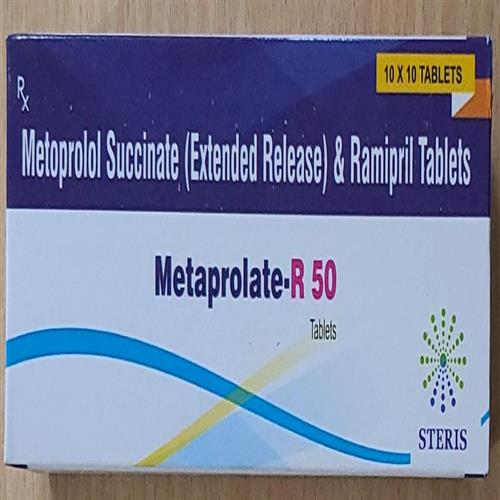 10 X 10 TABLETS
Rx
Metoprolol Succinate (Extended Release) & Ramipril Tablets
Metaprolate-R 50
Tablets
STERIS